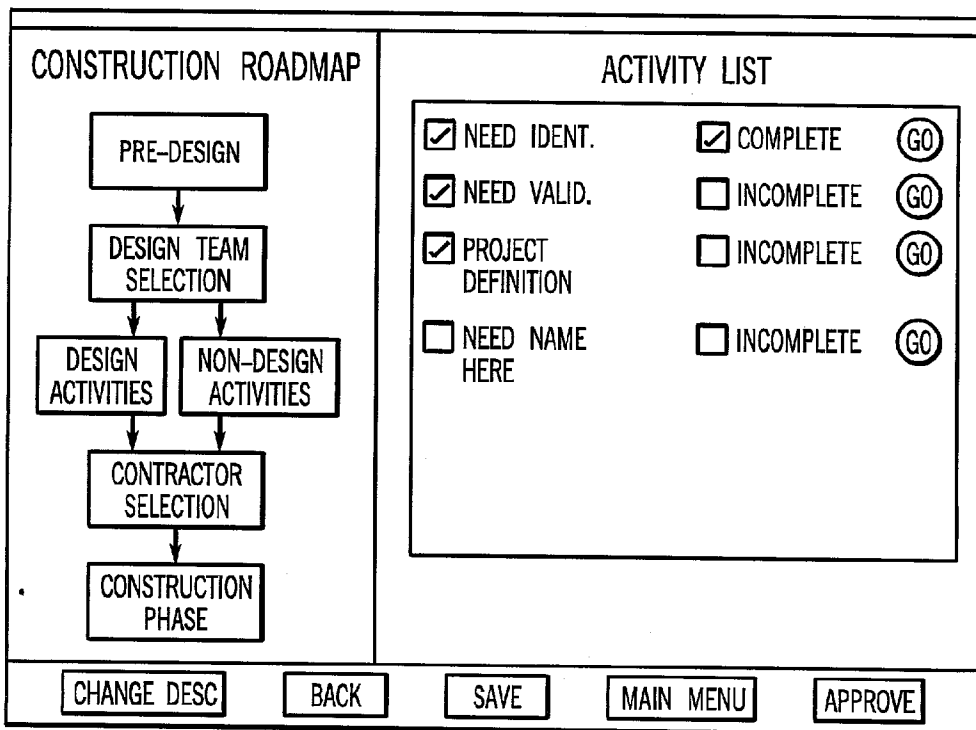 CONSTRUCTION ROADMAP
PRE-DESIGN
DESIGN TEAM
SELECTION
DESIGN
ACTIVITIES
NON-DESIGN
ACTIVITIES
CONTRACTOR
SELECTION
CONSTRUCTION
PHASE
ACTIVITY LIST
NEED IDENT. COMPLETE GO
NEED VALID. INCOMPLETE GO
PROJECT INCOMPLETE GO
DEFINITION
NEED NAME INCOMPLETE GO
HERE
CHANGE DESC BACK SAVE MAIN MENU APPROVE